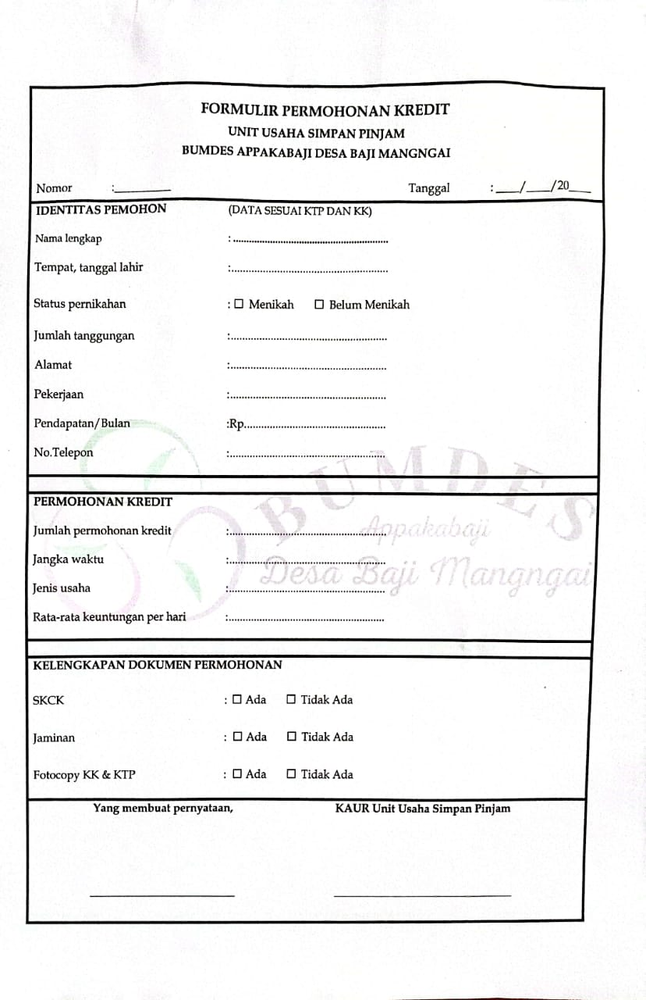 FORMULIR PERMOHONAN KREDIT
UNIT USAHA SIMPAN PINJAM
BUMDES APPAKABAJI DESA BAJI MANGNGAI
Nomor :_________ Tanggal : ____/____/20____
IDENTITAS PEMOHON (DATA SESUAI KTP DAN KK)
Nama lengkap :......................................................
Tempat, tanggal lahir :......................................................
Status pernikahan : ☐ Menikah ☐ Belum Menikah
Jumlah tanggungan :......................................................
Alamat :......................................................
Pekerjaan :......................................................
Pendapatan/Bulan :Rp.................................................
No.Telepon :......................................................
BUMDES
Appakabaji
Desa Baji Mangngai
PERMOHONAN KREDIT
Jumlah permohonan kredit :......................................................
Jangka waktu :......................................................
Jenis usaha :......................................................
Rata-rata keuntungan per hari :......................................................
KELENGKAPAN DOKUMEN PERMOHONAN
SKCK : ☐ Ada ☐ Tidak Ada
Jaminan : ☐ Ada ☐ Tidak Ada
Fotocopy KK & KTP : ☐ Ada ☐ Tidak Ada
Yang membuat pernyataan, KAUR Unit Usaha Simpan Pinjam